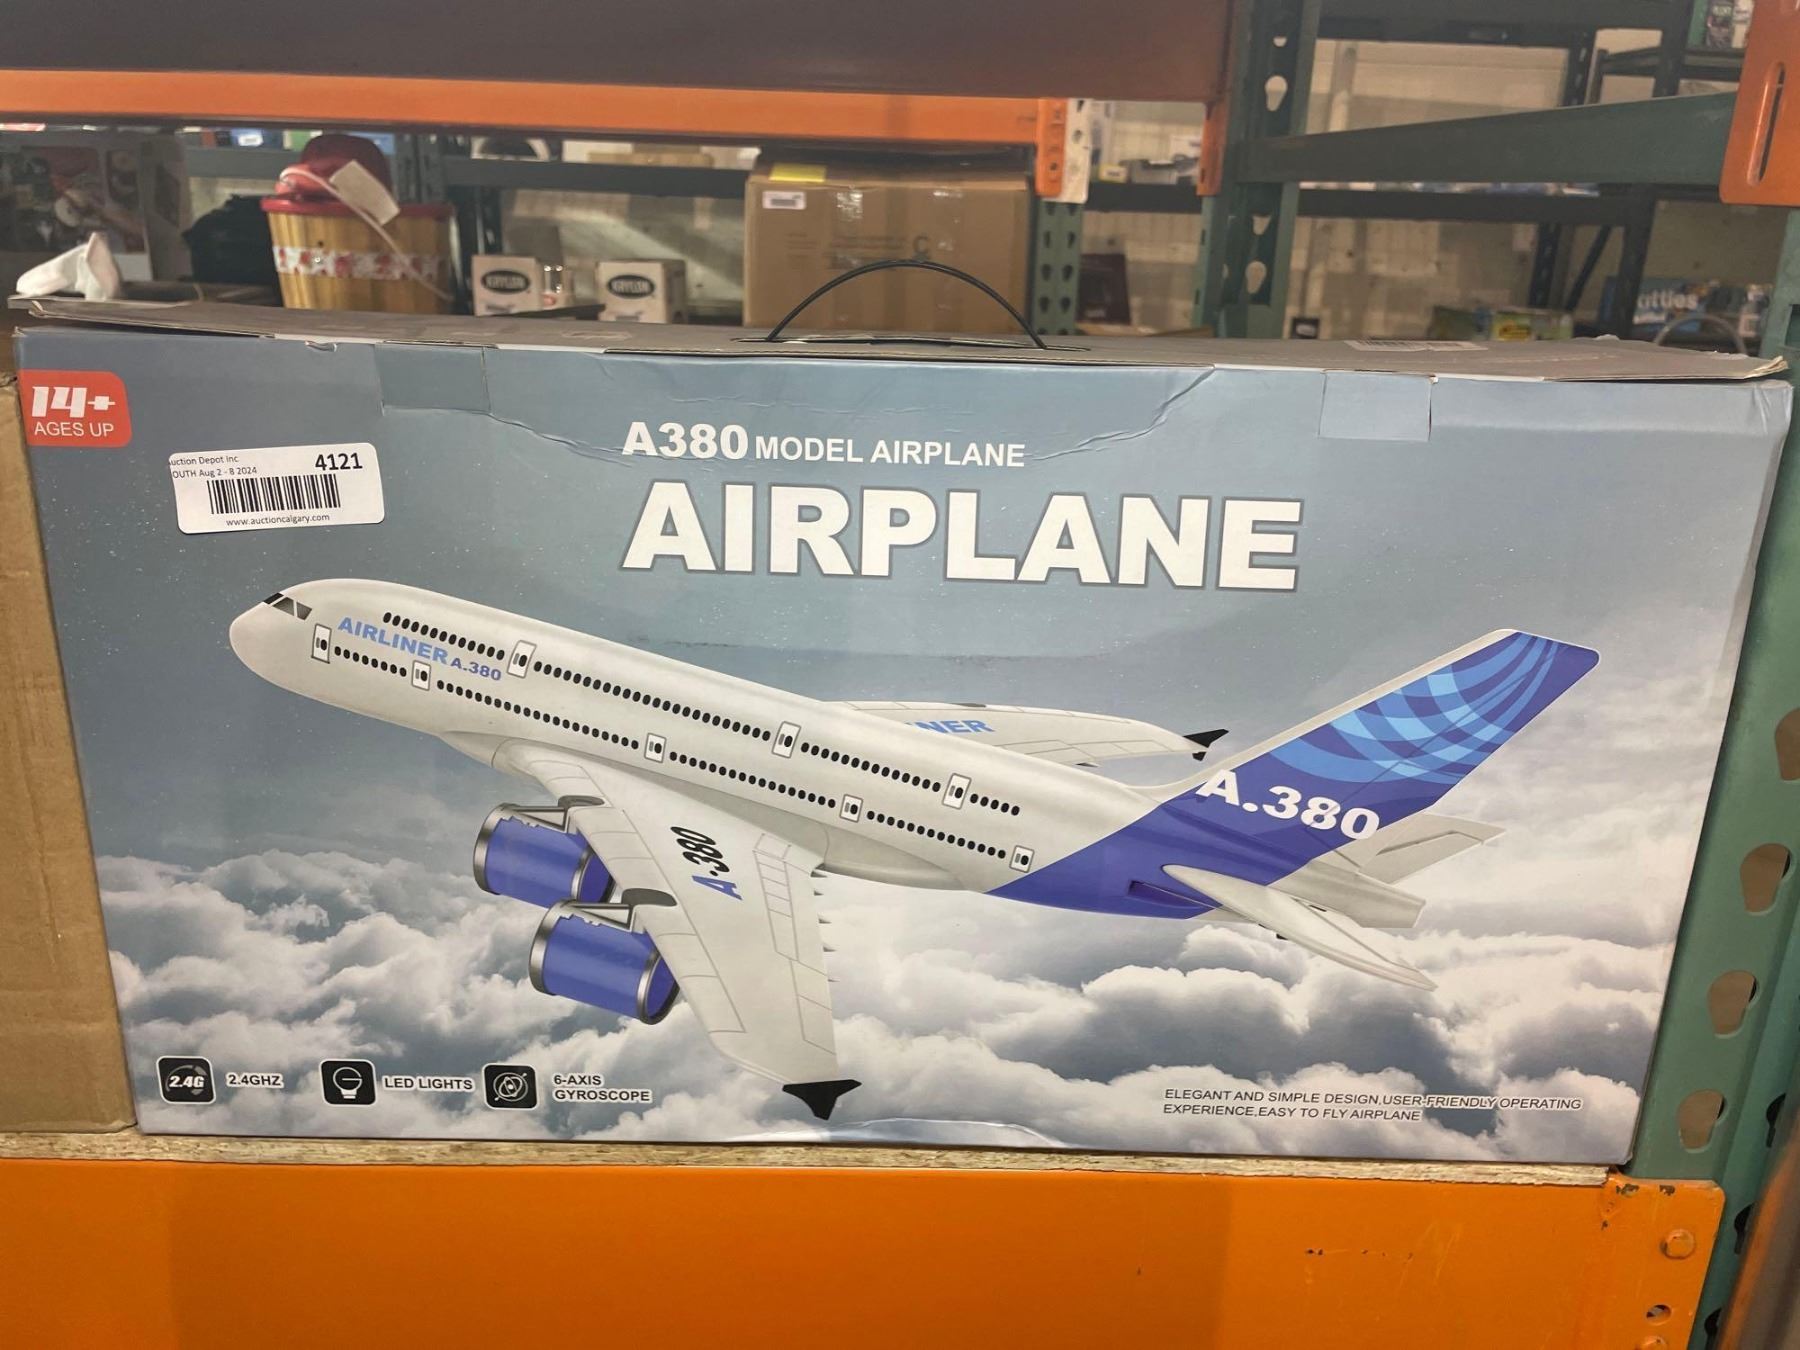 14+
AGES UP
uction Depot Inc
OUTH Aug 2 - 8 2024
4121
www.auctioncalgary.com
A380 MODEL AIRPLANE
AIRPLANE
AIRLINER A.380
NER
A.380
A.380
2.4G
2.4GHZ
LED LIGHTS
6-AXIS
GYROSCOPE
ELEGANT AND SIMPLE DESIGN,USER-FRIENDLY OPERATING
EXPERIENCE,EASY TO FLY AIRPLANE
C
kitties